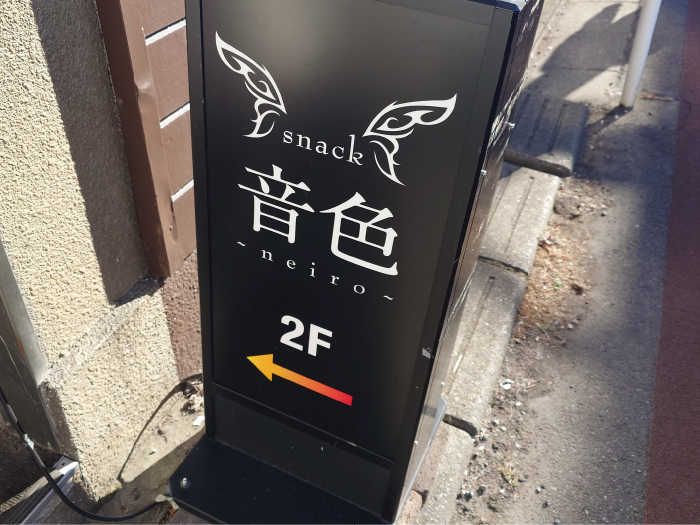 snack
音色
~neiro~
2F